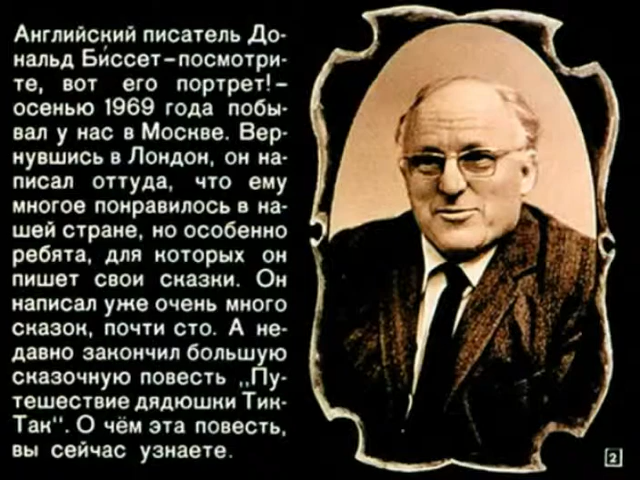 Английский писатель До-
нальд Би́ссет–посмотри-
те, вот его портрет!–
осенью 1969 года побы-
вал у нас в Москве. Вер-
нувшись в Лондон, он на-
писал оттуда, что ему
многое понравилось в на-
шей стране, но особенно
ребята, для которых он
пишет свои сказки. Он
написал уже очень много
сказок, почти сто. А не-
давно закончил большую
сказочную повесть „Пу-
тешествие дядюшки Тик-
Так“. О чём эта повесть,
вы сейчас узнаете.
2